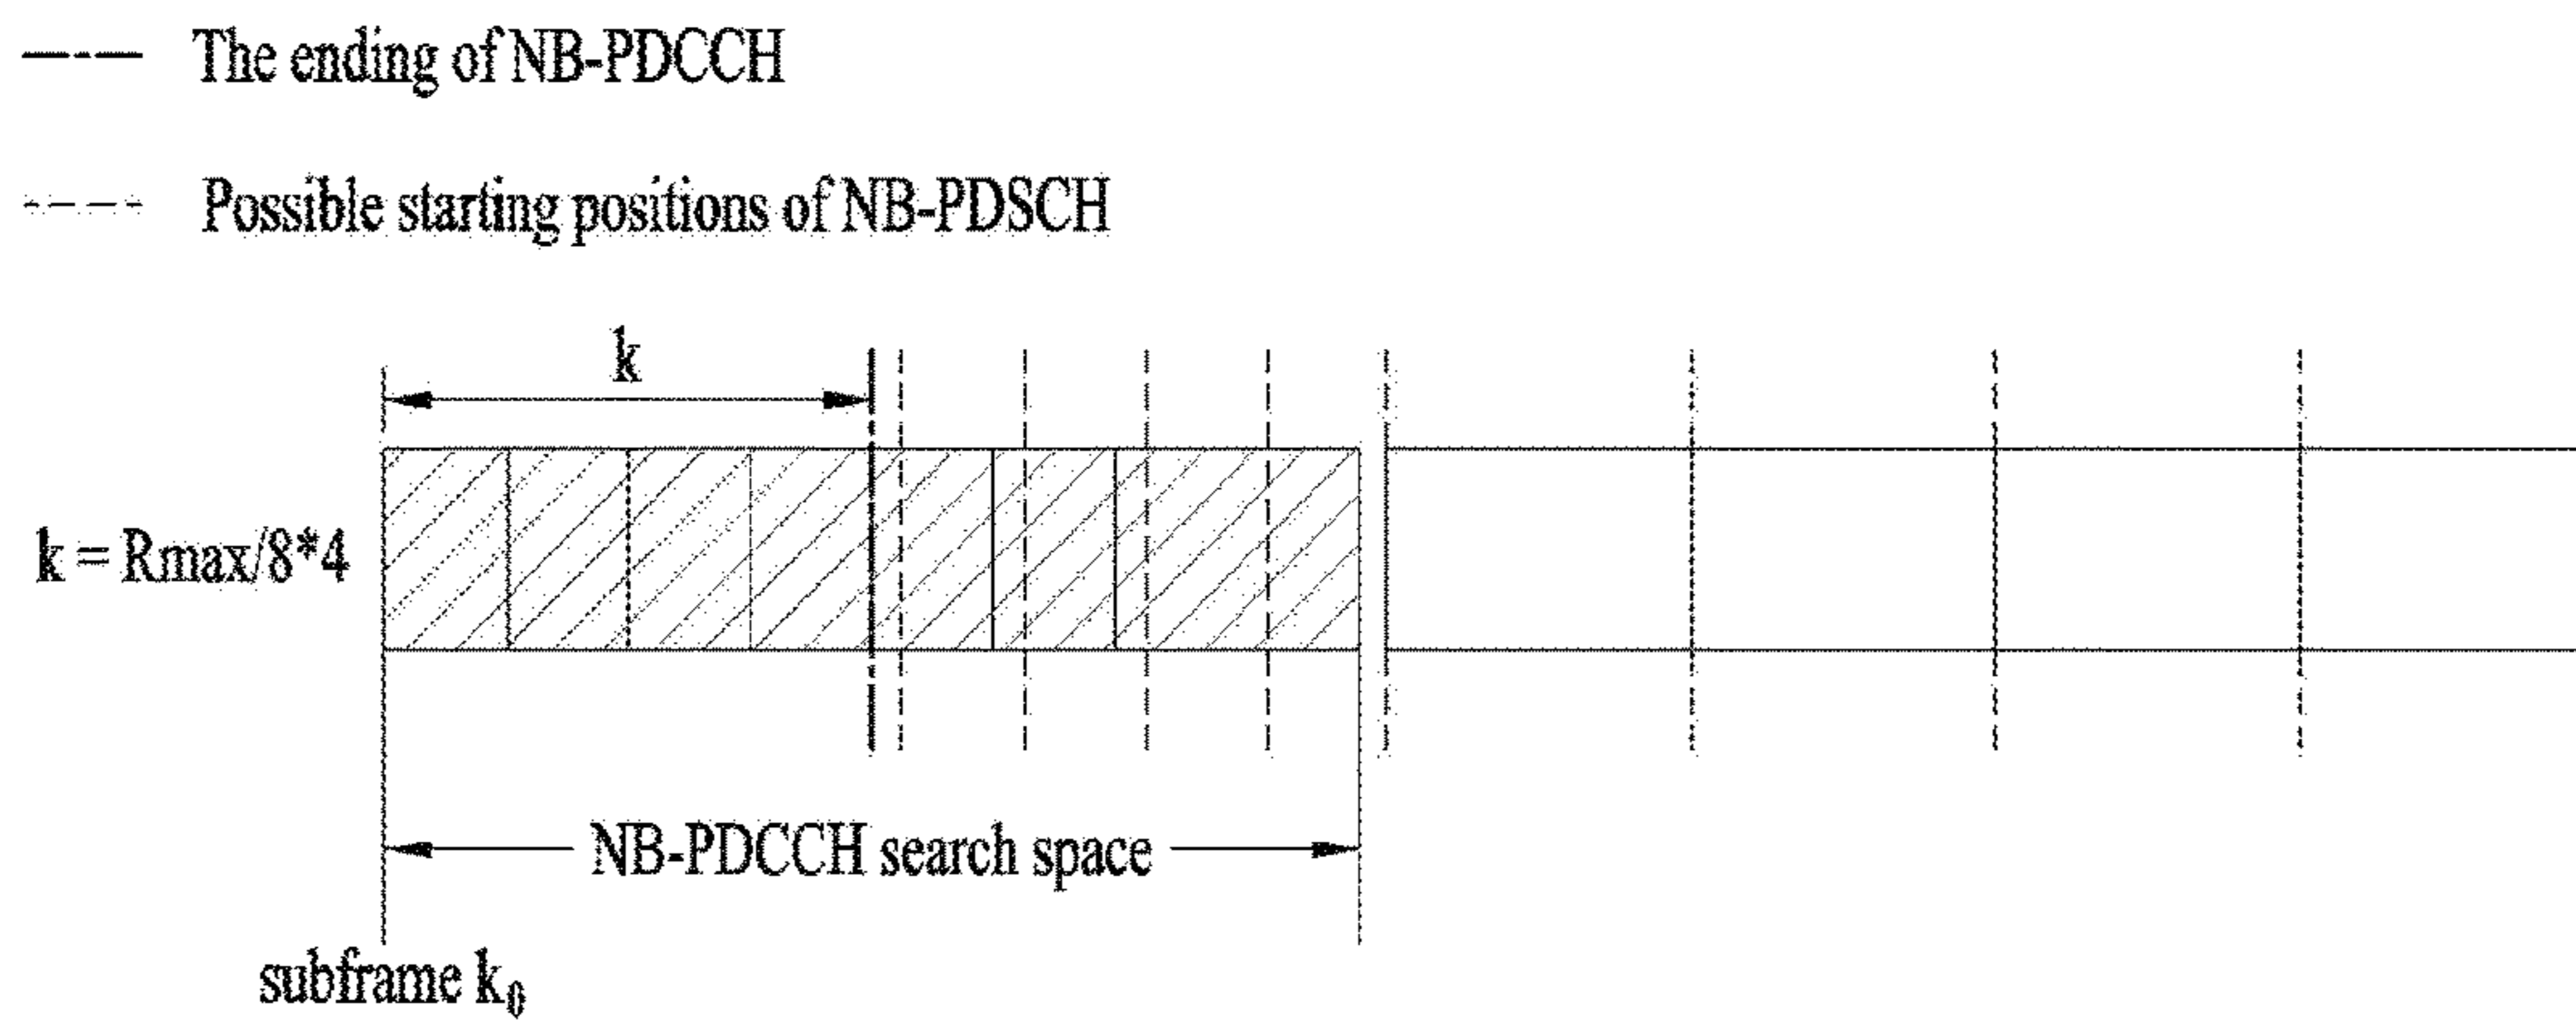 The ending of NB-PDCCH
Possible starting positions of NB-PDSCH
k
k = Rmax/8*4
NB-PDCCH search space
subframe k₀